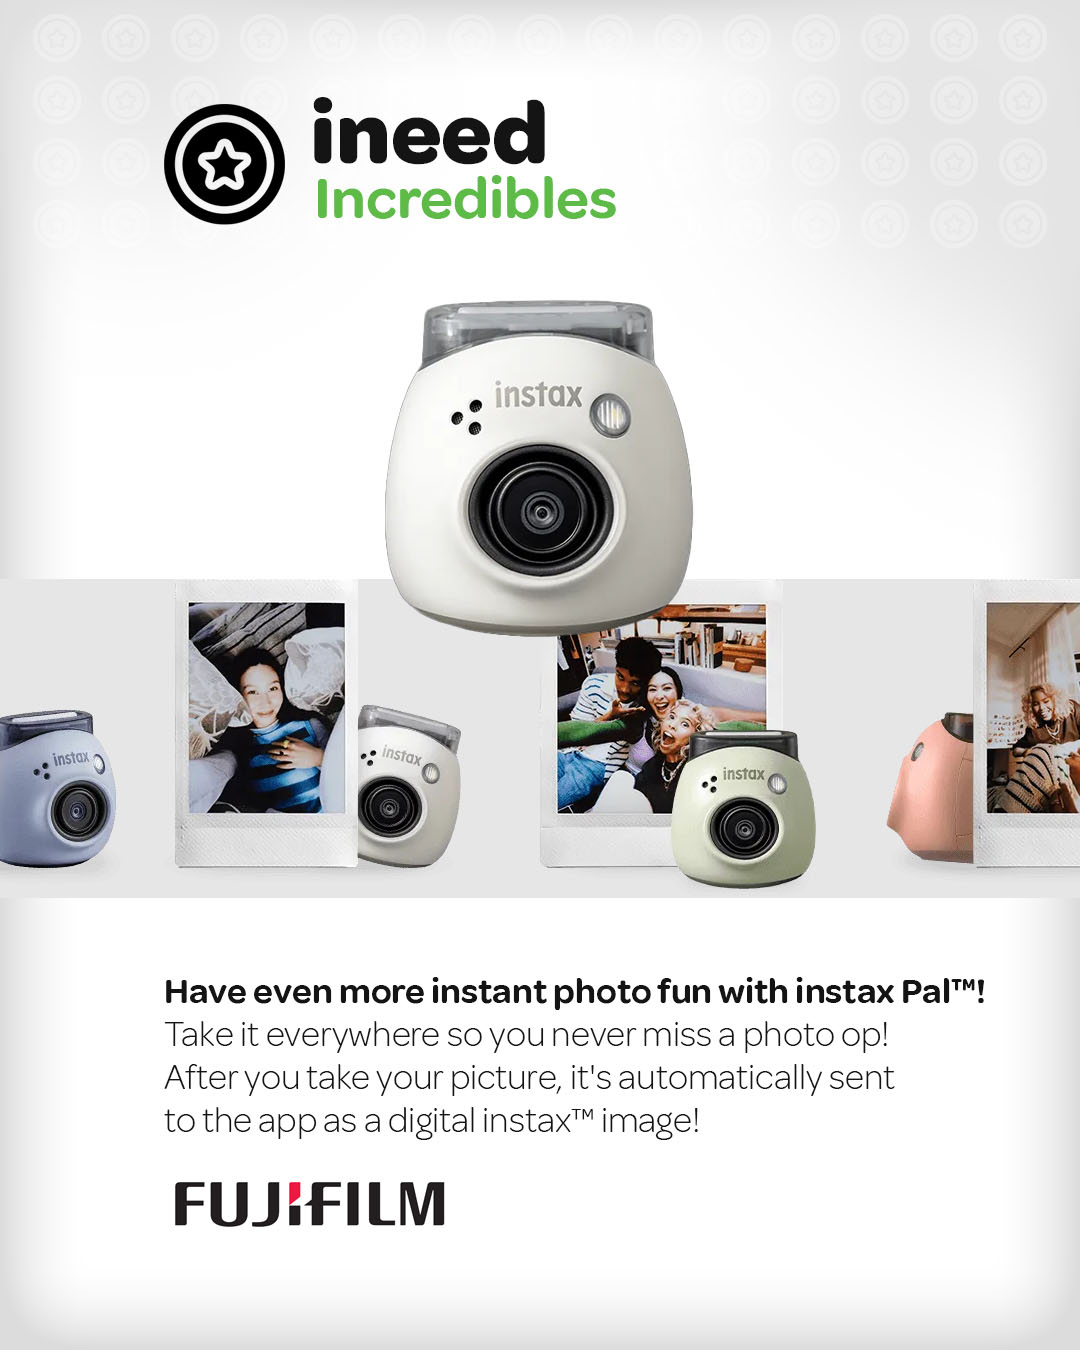 ineed
Incredibles
instax
instax
instax
instax
Have even more instant photo fun with instax Pal™!
Take it everywhere so you never miss a photo op!
After you take your picture, it's automatically sent
to the app as a digital instax™ image!
FUJIFILM